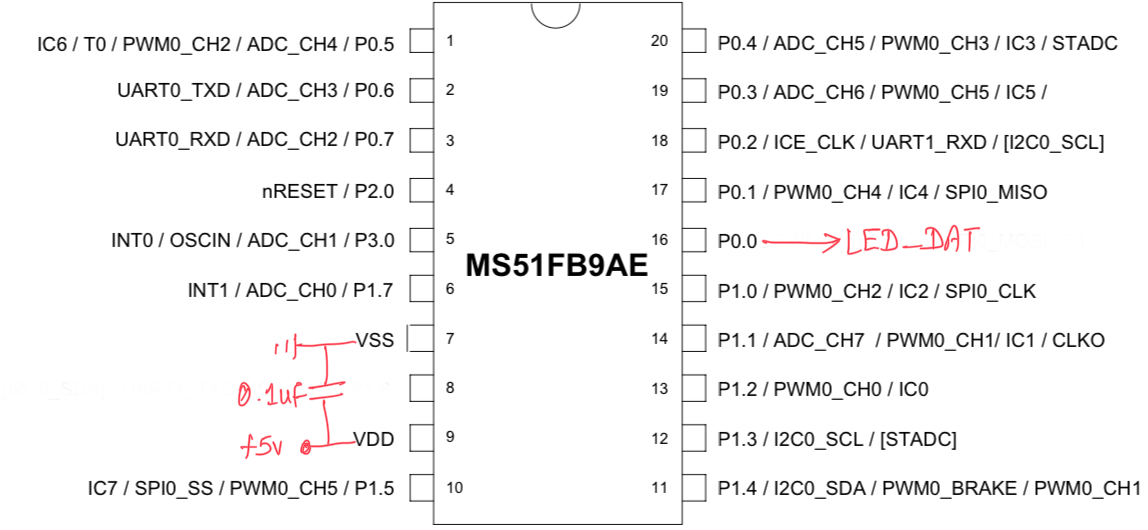 IC6 / T0 / PWM0_CH2 / ADC_CH4 / P0.5 1 20 P0.4 / ADC_CH5 / PWM0_CH3 / IC3 / STADC
UART0_TXD / ADC_CH3 / P0.6 2 19 P0.3 / ADC_CH6 / PWM0_CH5 / IC5 /
UART0_RXD / ADC_CH2 / P0.7 3 18 P0.2 / ICE_CLK / UART1_RXD / [I2C0_SCL]
nRESET / P2.0 4 17 P0.1 / PWM0_CH4 / IC4 / SPI0_MISO
INT0 / OSCIN / ADC_CH1 / P3.0 5 16 P0.0 LED_DAT
MS51FB9AE
INT1 / ADC_CH0 / P1.7 6 15 P1.0 / PWM0_CH2 / IC2 / SPI0_CLK
VSS 7 14 P1.1 / ADC_CH7 / PWM0_CH1/ IC1 / CLKO
0.1uf 8 13 P1.2 / PWM0_CH0 / IC0
+5v VDD 9 12 P1.3 / I2C0_SCL / [STADC]
IC7 / SPI0_SS / PWM0_CH5 / P1.5 10 11 P1.4 / I2C0_SDA / PWM0_BRAKE / PWM0_CH1